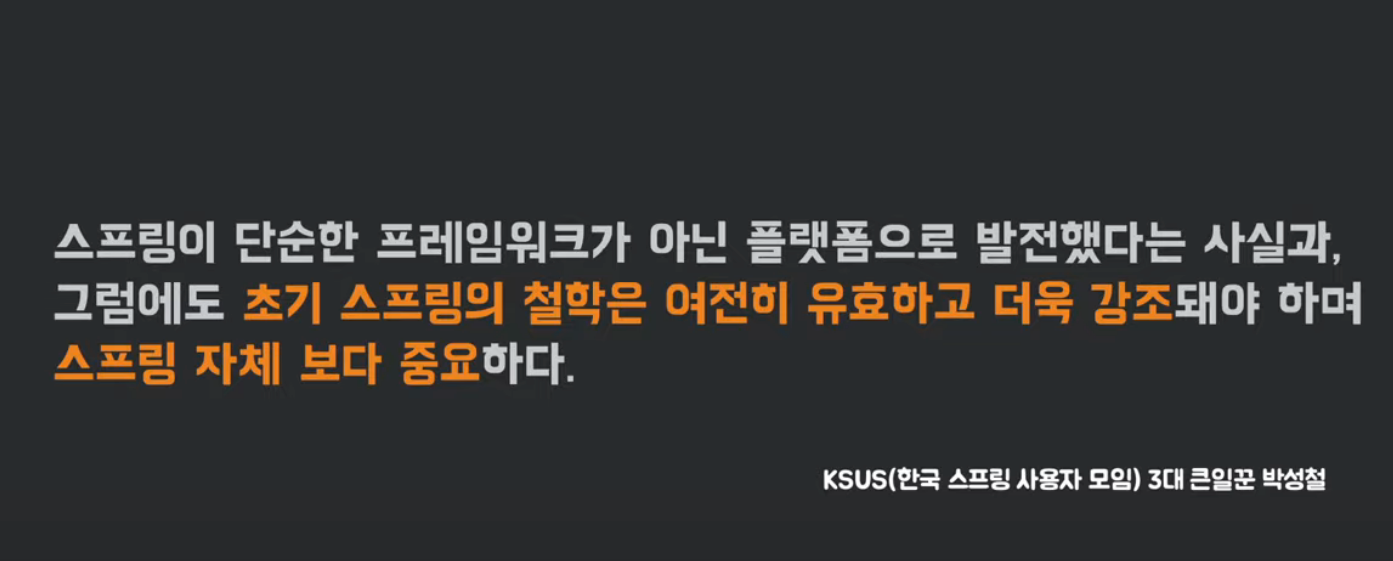 스프링이 단순한 프레임워크가 아닌 플랫폼으로 발전했다는 사실과,
그럼에도 초기 스프링의 철학은 여전히 유효하고 더욱 강조돼야 하며
스프링 자체 보다 중요하다.
KSUS(한국 스프링 사용자 모임) 3대 큰일꾼 박성철